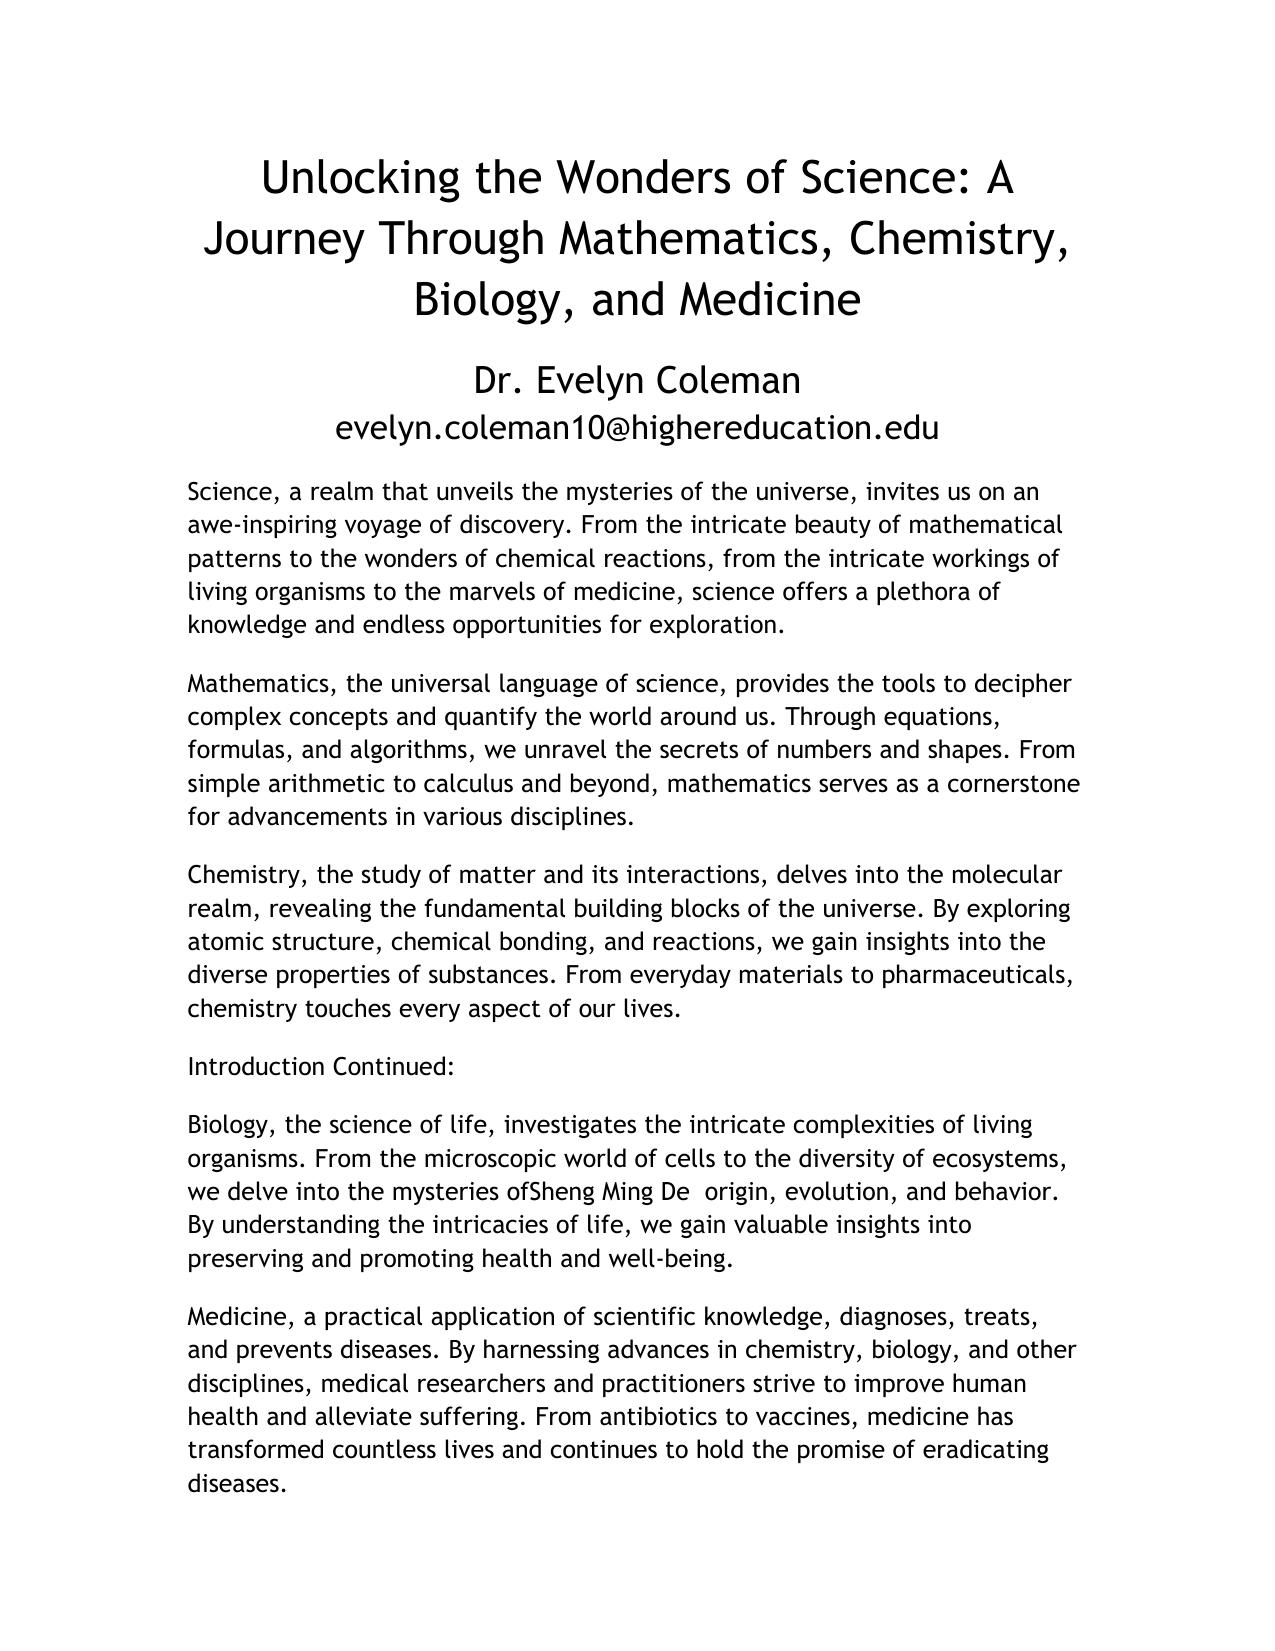 Unlocking the Wonders of Science: A
Journey Through Mathematics, Chemistry,
Biology, and Medicine
Dr. Evelyn Coleman
evelyn.coleman10@highereducation.edu
Science, a realm that unveils the mysteries of the universe, invites us on an
awe-inspiring voyage of discovery. From the intricate beauty of mathematical
patterns to the wonders of chemical reactions, from the intricate workings of
living organisms to the marvels of medicine, science offers a plethora of
knowledge and endless opportunities for exploration.
Mathematics, the universal language of science, provides the tools to decipher
complex concepts and quantify the world around us. Through equations,
formulas, and algorithms, we unravel the secrets of numbers and shapes. From
simple arithmetic to calculus and beyond, mathematics serves as a cornerstone
for advancements in various disciplines.
Chemistry, the study of matter and its interactions, delves into the molecular
realm, revealing the fundamental building blocks of the universe. By exploring
atomic structure, chemical bonding, and reactions, we gain insights into the
diverse properties of substances. From everyday materials to pharmaceuticals,
chemistry touches every aspect of our lives.
Introduction Continued:
Biology, the science of life, investigates the intricate complexities of living
organisms. From the microscopic world of cells to the diversity of ecosystems,
we delve into the mysteries ofSheng Ming De  origin, evolution, and behavior.
By understanding the intricacies of life, we gain valuable insights into
preserving and promoting health and well-being.
Medicine, a practical application of scientific knowledge, diagnoses, treats,
and prevents diseases. By harnessing advances in chemistry, biology, and other
disciplines, medical researchers and practitioners strive to improve human
health and alleviate suffering. From antibiotics to vaccines, medicine has
transformed countless lives and continues to hold the promise of eradicating
diseases.